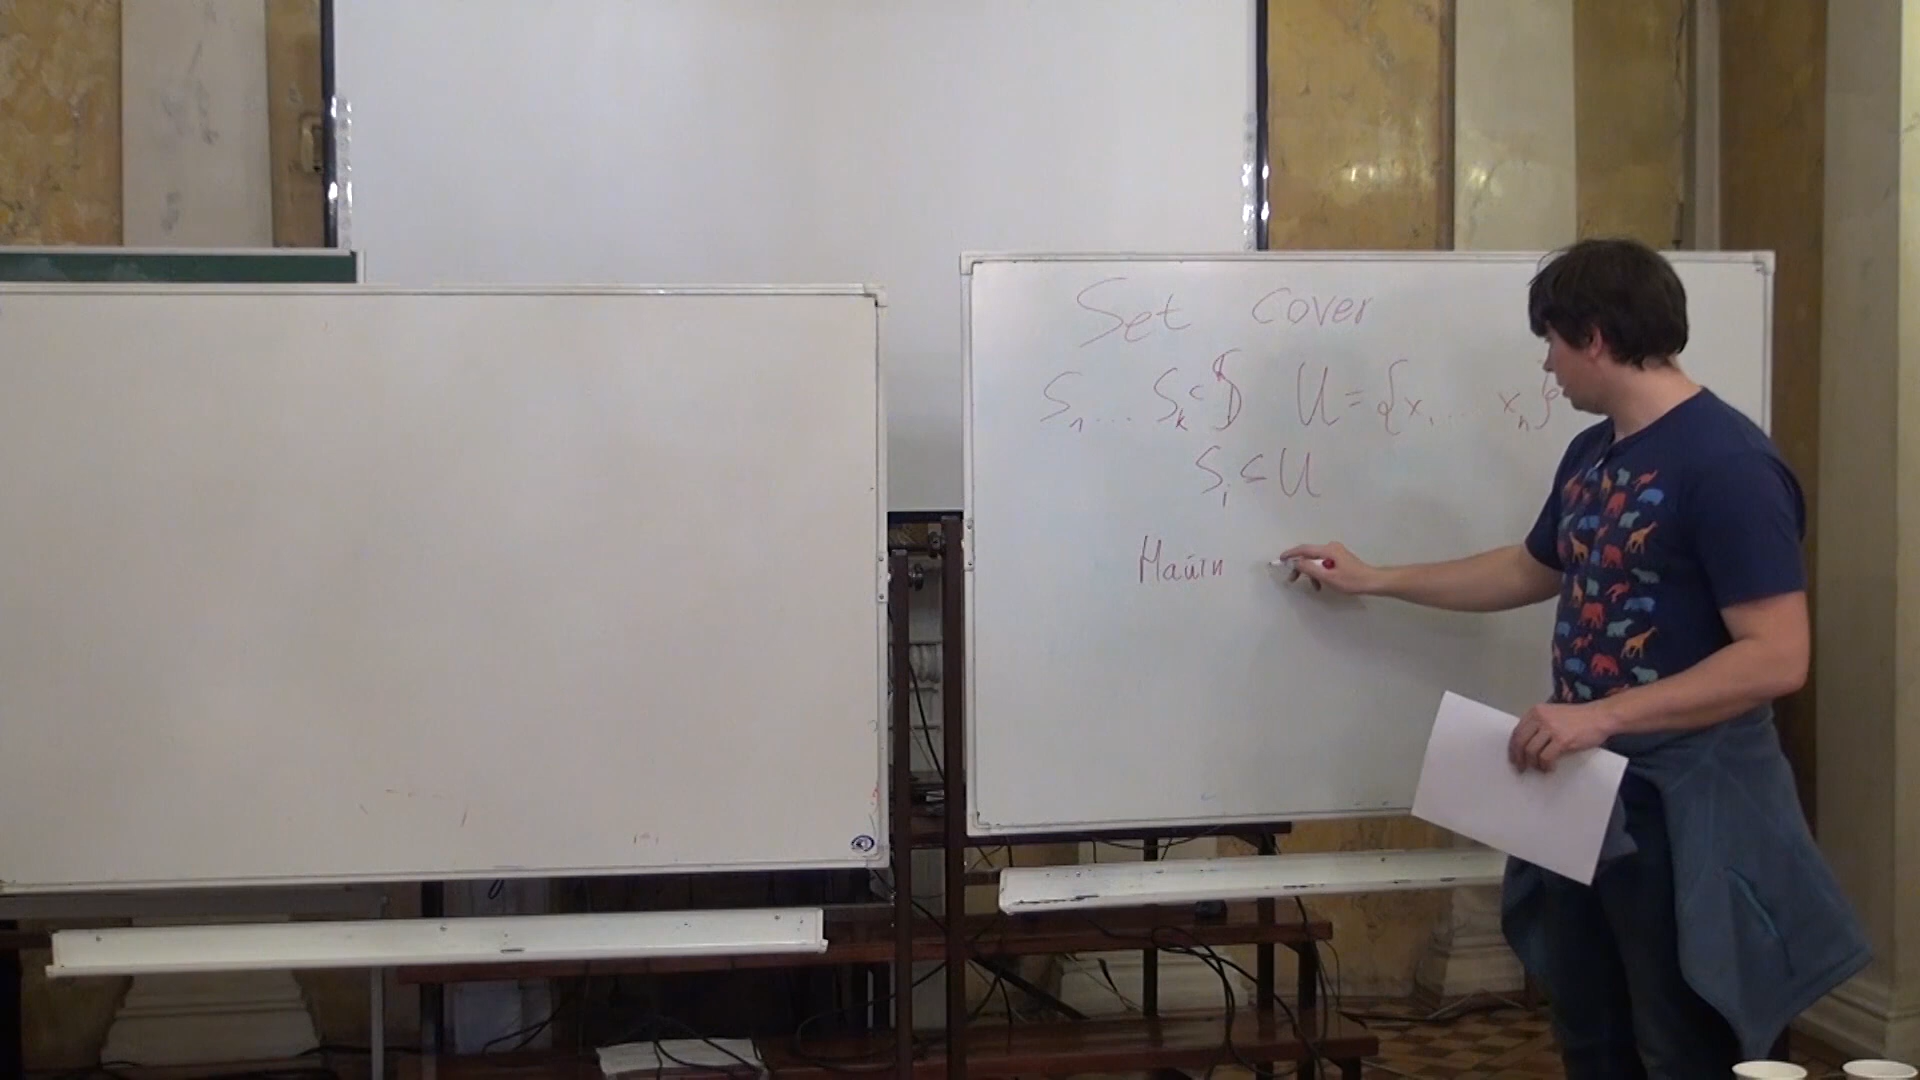 Set cover
S₁ ... Sₖ ⊂ U = {x₁ ... xₙ}
Sᵢ ⊆ U
Найти